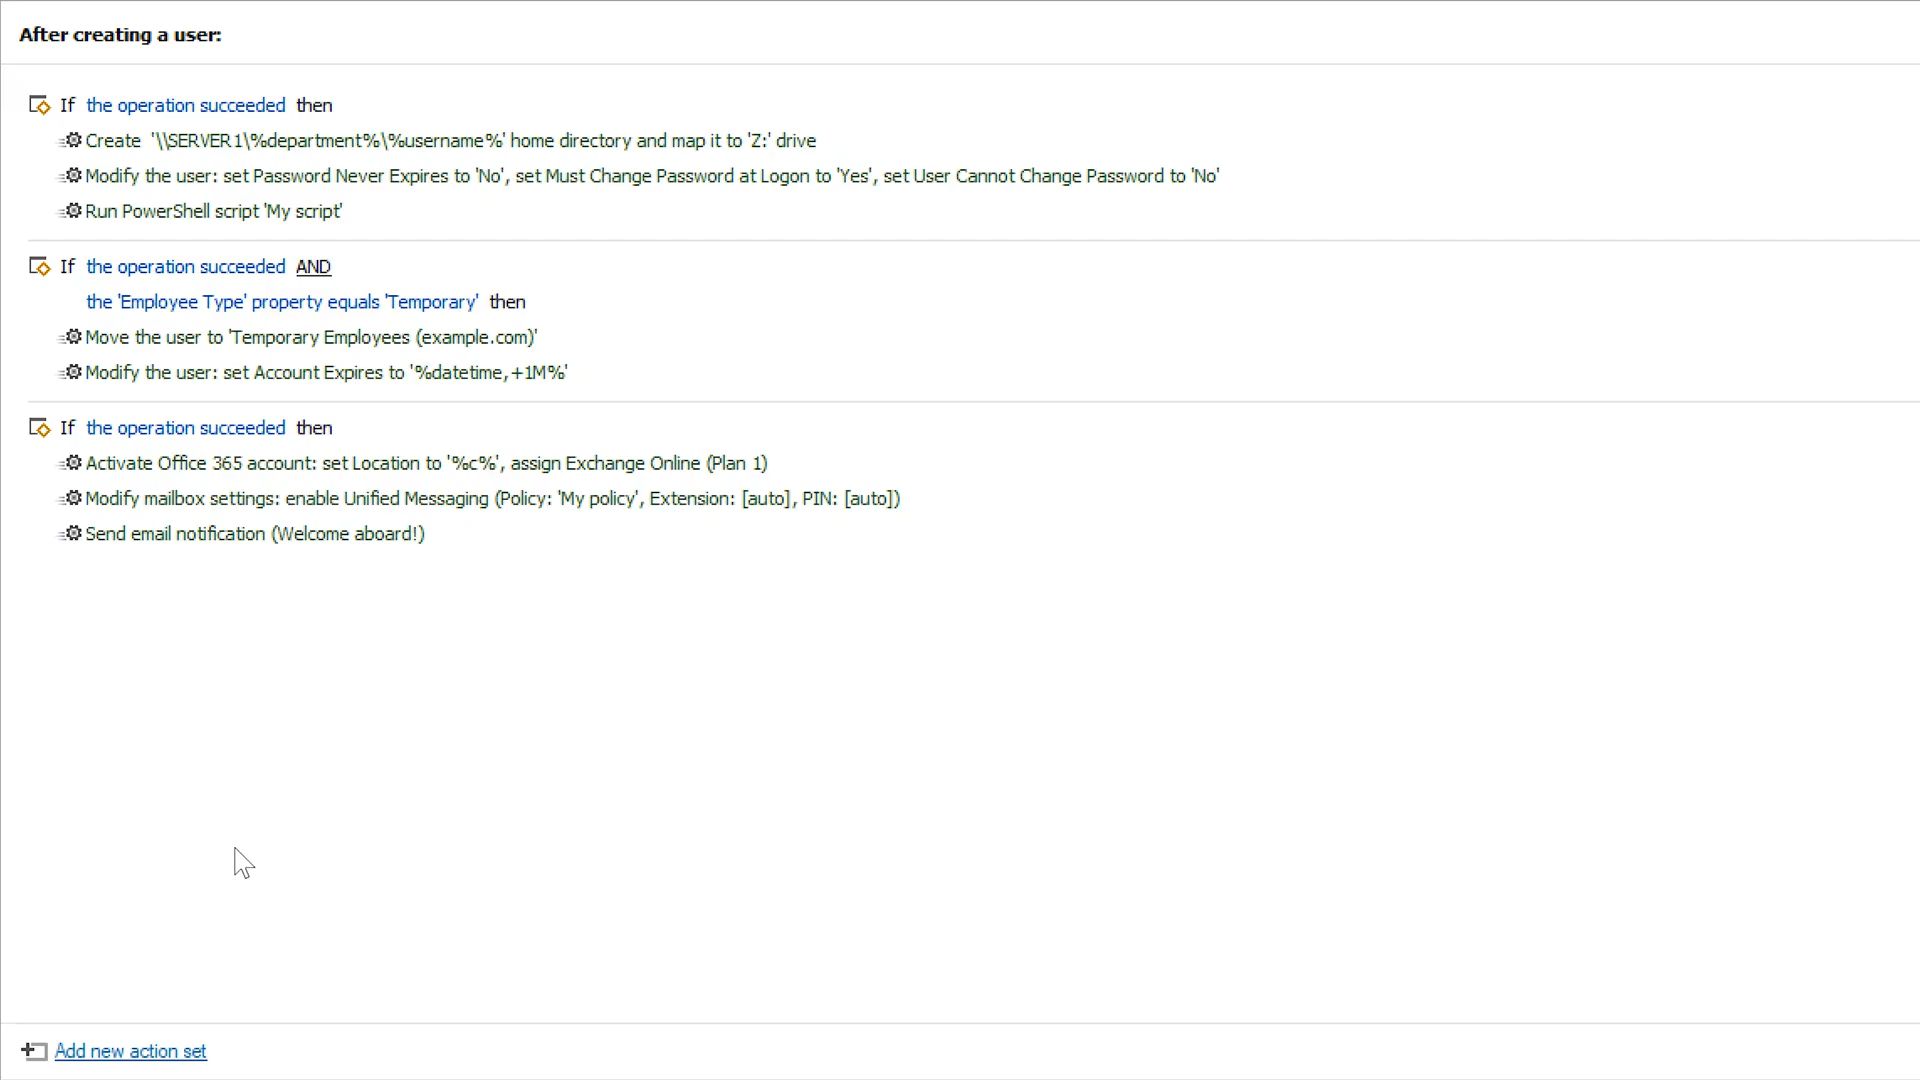 After creating a user:
If the operation succeeded then
Create '\\SERVER1\%department%\%username%' home directory and map it to 'Z:' drive
Modify the user: set Password Never Expires to 'No', set Must Change Password at Logon to 'Yes', set User Cannot Change Password to 'No'
Run PowerShell script 'My script'
If the operation succeeded AND
the 'Employee Type' property equals 'Temporary' then
Move the user to 'Temporary Employees (example.com)'
Modify the user: set Account Expires to '%datetime,+1M%'
If the operation succeeded then
Activate Office 365 account: set Location to '%c%', assign Exchange Online (Plan 1)
Modify mailbox settings: enable Unified Messaging (Policy: 'My policy', Extension: [auto], PIN: [auto])
Send email notification (Welcome aboard!)
Add new action set